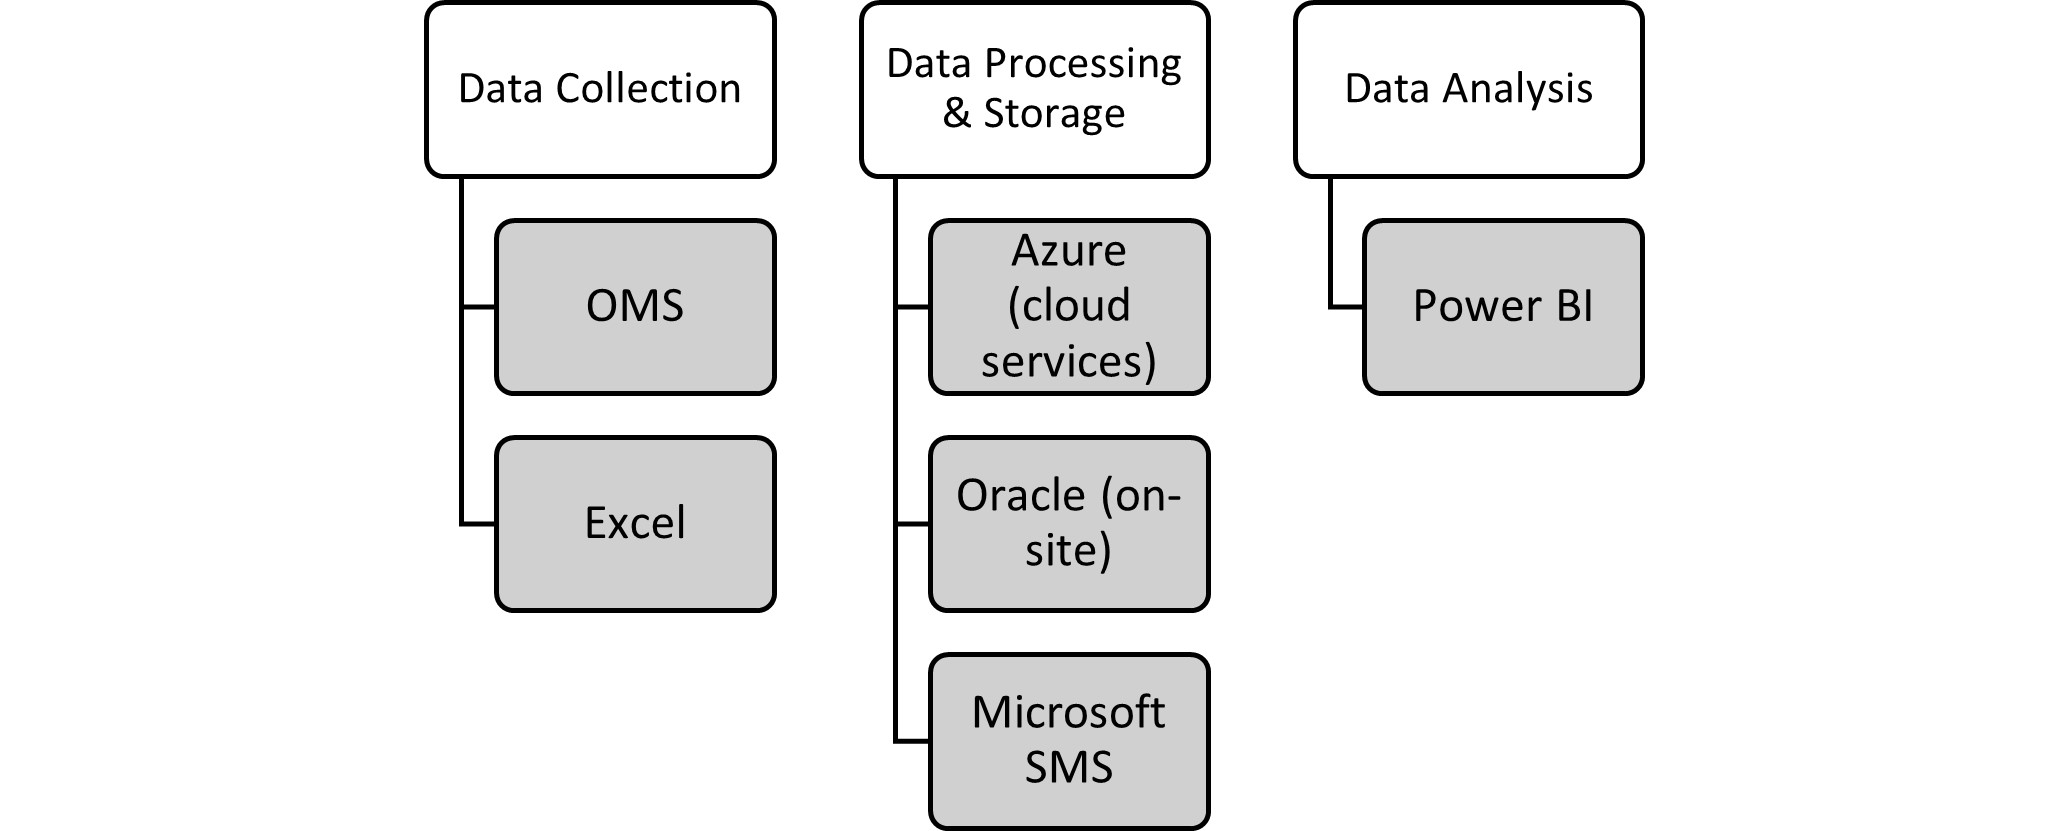 Data Collection
OMS
Excel
Data Processing
& Storage
Azure
(cloud
services)
Oracle (on-
site)
Microsoft
SMS
Data Analysis
Power BI